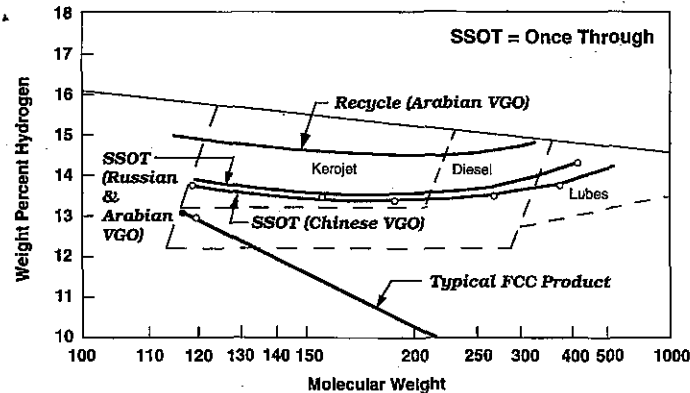 18
17
16
15
14
13
12
11
10
Weight Percent Hydrogen
SSOT = Once Through
Recycle (Arabian VGO)
SSOT
(Russian
&
Arabian
VGO)
Kerojet
Diesel
Lubes
SSOT (Chinese VGO)
Typical FCC Product
100 110 120 130 140 150 200 260 300 400 500 1000
Molecular Weight